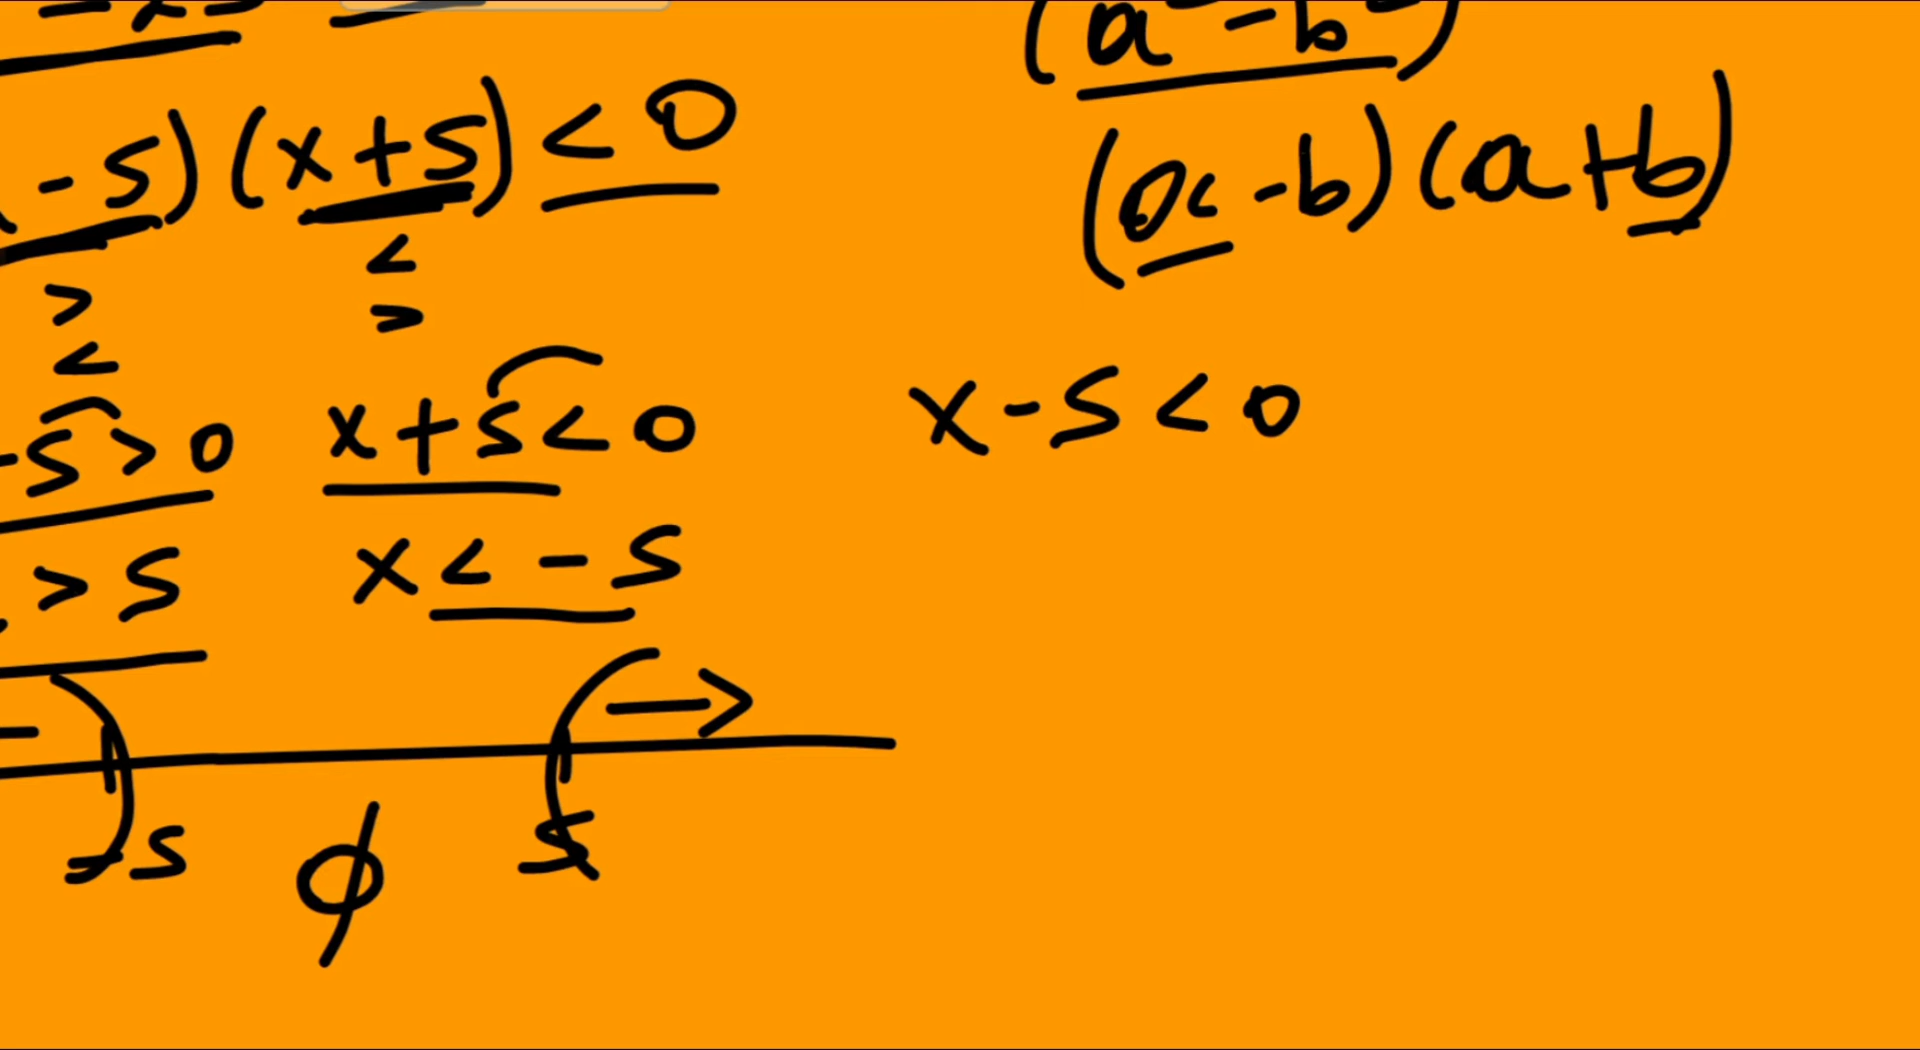 (a² - b²)
- 5) (x + 5) < 0
(a - b) (a + b)
> <
< >
- 5 > 0 x + 5 < 0 x - 5 < 0
> 5 x < - 5
- 5 ϕ 5